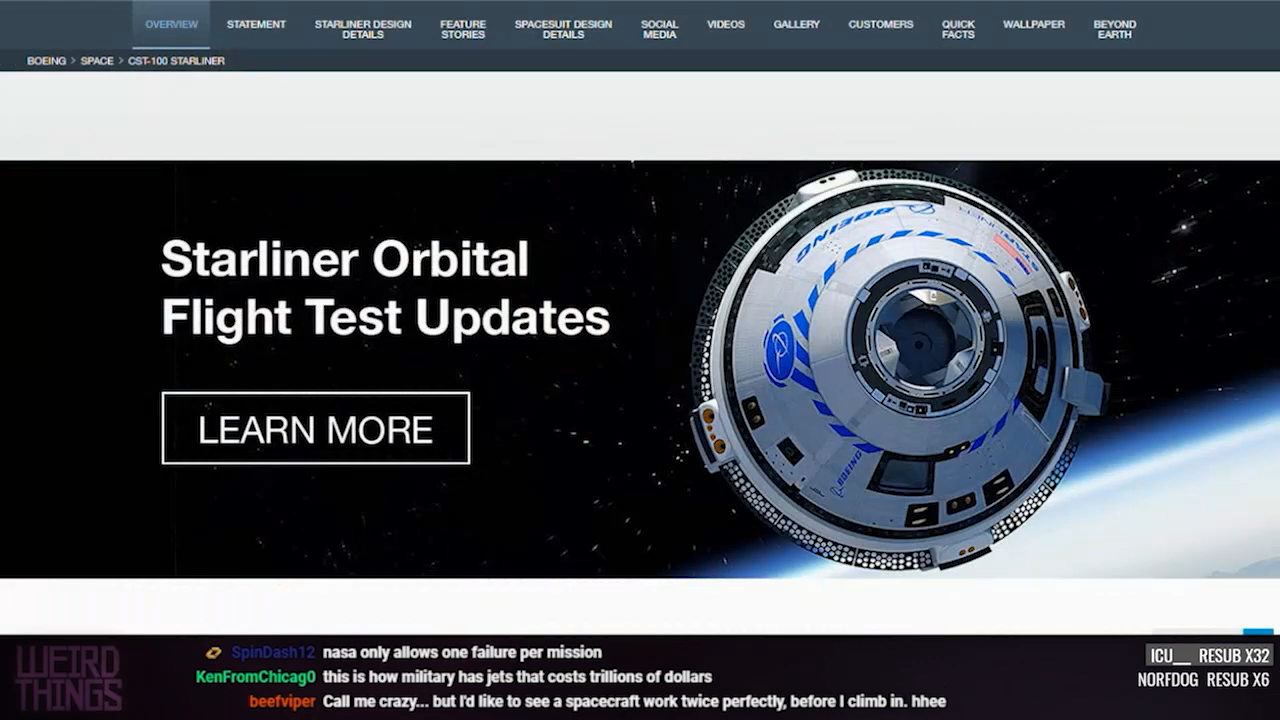 OVERVIEW
STATEMENT
STARLINER DESIGN
DETAILS
FEATURE
STORIES
SPACESUIT DESIGN
DETAILS
SOCIAL
MEDIA
VIDEOS
GALLERY
CUSTOMERS
QUICK
FACTS
WALLPAPER
BEYOND
EARTH
BOEING > SPACE > CST-100 STARLINER
Starliner Orbital
Flight Test Updates
LEARN MORE
BOEING
STARLINER
BOEING
WEIRD
THINGS
SpinDash12 nasa only allows one failure per mission
KenFromChicag0 this is how military has jets that costs trillions of dollars
beefviper Call me crazy... but I'd like to see a spacecraft work twice perfectly, before I climb in. hhee
ICU__ RESUB X32
NORFDOG RESUB X6